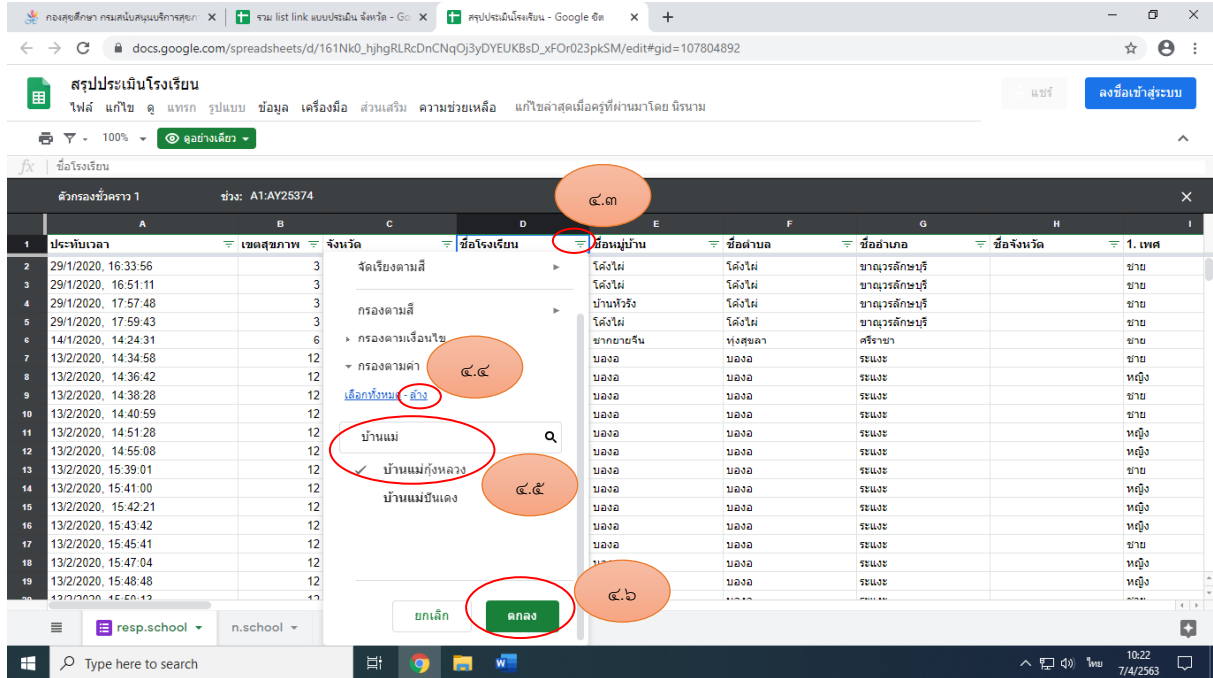 กองสุขศึกษา กรมสนับสนุนบริการสุขภ
รวม list link แบบประเมิน จังหวัด - Go
สรุปประเมินโรงเรียน - Google ชีต
docs.google.com/spreadsheets/d/161Nk0_hjhgRLRcDnCNqOj3yDYEUKBsD_xFOr023pkSM/edit#gid=107804892
สรุปประเมินโรงเรียน
ไฟล์ แก้ไข ดู แทรก รูปแบบ ข้อมูล เครื่องมือ ส่วนเสริม ความช่วยเหลือ แก้ไขล่าสุดเมื่อครู่ที่ผ่านมาโดย นิรนาม
แชร์ ลงชื่อเข้าสู่ระบบ
100% ดูอย่างเดียว
fx ชื่อโรงเรียน
ตัวกรองชั่วคราว 1 ช่วง: A1:AY25374
๔.๓
A B C D E F G H I
1 ประทับเวลา เขตสุขภาพ จังหวัด ชื่อโรงเรียน ชื่อหมู่บ้าน ชื่อตำบล ชื่ออำเภอ ชื่อจังหวัด 1. เพศ
2 29/1/2020, 16:33:56 3 โค้งไผ่ โค้งไผ่ ขาณุวรลักษบุรี ชาย
3 29/1/2020, 16:51:11 3 โค้งไผ่ โค้งไผ่ ขาณุวรลักษบุรี ชาย
4 29/1/2020, 17:57:48 3 บ้านหัวรัง โค้งไผ่ ขาณุวรลักษบุรี ชาย
5 29/1/2020, 17:59:43 3 โค้งไผ่ โค้งไผ่ ขาณุวรลักษบุรี ชาย
6 14/1/2020, 14:24:31 6 ชากยายจีน ทุ่งสุขลา ศรีราชา ชาย
7 13/2/2020, 14:34:58 12 บองอ บองอ ระแงะ ชาย
8 13/2/2020, 14:36:42 12 บองอ บองอ ระแงะ หญิง
9 13/2/2020, 14:38:28 12 บองอ บองอ ระแงะ ชาย
10 13/2/2020, 14:40:59 12 บองอ บองอ ระแงะ ชาย
11 13/2/2020, 14:51:28 12 บองอ บองอ ระแงะ หญิง
12 13/2/2020, 14:55:08 12 บองอ บองอ ระแงะ หญิง
13 13/2/2020, 15:39:01 12 บองอ บองอ ระแงะ ชาย
14 13/2/2020, 15:41:00 12 บองอ บองอ ระแงะ หญิง
15 13/2/2020, 15:42:21 12 บองอ บองอ ระแงะ หญิง
16 13/2/2020, 15:43:42 12 บองอ บองอ ระแงะ หญิง
17 13/2/2020, 15:45:41 12 บองอ บองอ ระแงะ ชาย
18 13/2/2020, 15:47:04 12 บองอ ระแงะ หญิง
19 13/2/2020, 15:48:48 12 บองอ ระแงะ หญิง
จัดเรียงตามสี
กรองตามสี
กรองตามเงื่อนไข
กรองตามค่า
๔.๔
เลือกทั้งหมด - ล้าง
บ้านแม่
บ้านแม่กุ้งหลวง
บ้านแม่ปันเดง
๔.๕
๔.๖
ยกเลิก ตกลง
resp.school n.school
Type here to search
ไทย
10:22
7/4/2563